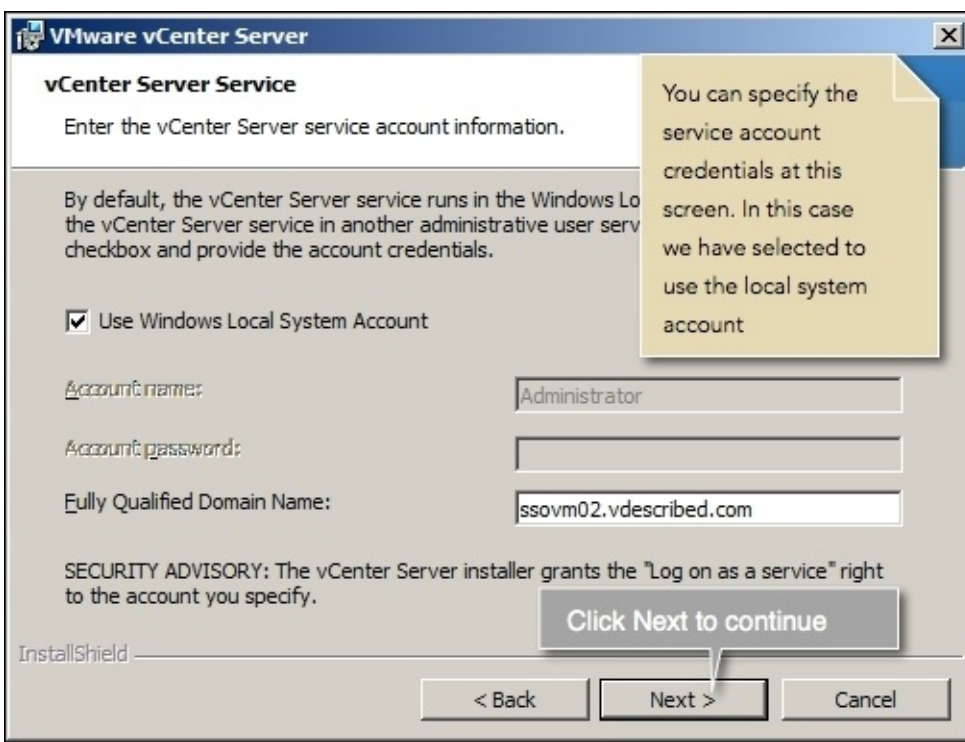 VMware vCenter Server
vCenter Server Service
Enter the vCenter Server service account information.
You can specify the
service account
credentials at this
screen. In this case
we have selected to
use the local system
account
By default, the vCenter Server service runs in the Windows Lo
the vCenter Server service in another administrative user serv
checkbox and provide the account credentials.
Use Windows Local System Account
Account name:
Administrator
Account password:
Fully Qualified Domain Name:
ssovm02.vdescribed.com
SECURITY ADVISORY: The vCenter Server installer grants the "Log on as a service" right
to the account you specify.
Click Next to continue
InstallShield
< Back
Next >
Cancel